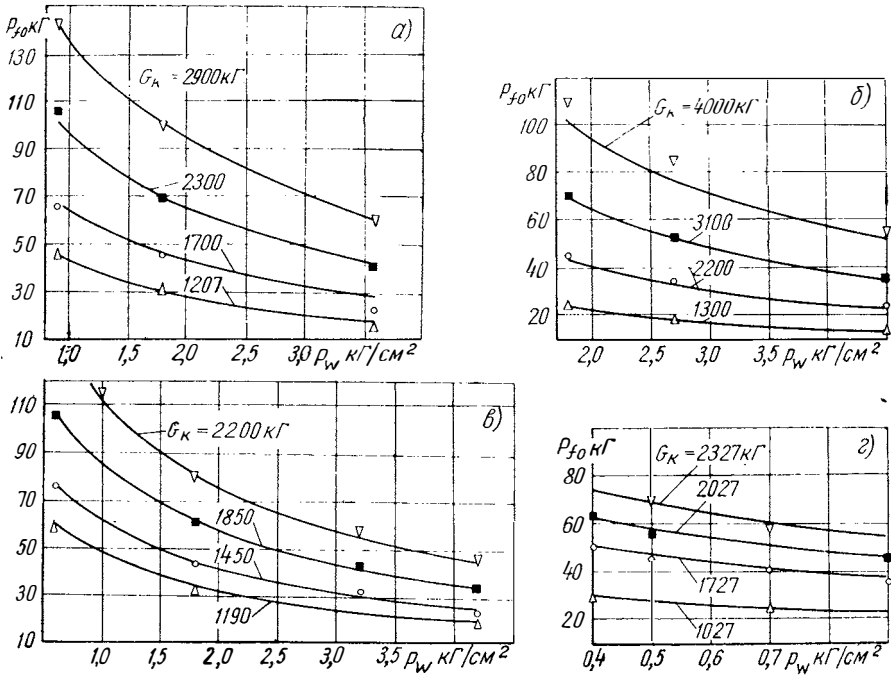 P_fo кГ
а)
130
110
90
70
50
30
10
G_к = 2900 кГ
2300
1700
1207
1,0 1,5 2,0 2,5 3,0 p_w кГ/см²
P_fo кГ
б)
100
80
60
40
20
G_к = 4000 кГ
3100
2200
1300
2,0 2,5 3,0 3,5 p_w кГ/см²
в)
110
90
70
50
30
10
G_к = 2200 кГ
1850
1450
1190
1,0 1,5 2,0 2,5 3,0 3,5 p_w кГ/см²
P_fo кГ
г)
80
60
40
20
G_к = 2327 кГ
2027
1727
1027
0,4 0,5 0,6 0,7 p_w кГ/см²